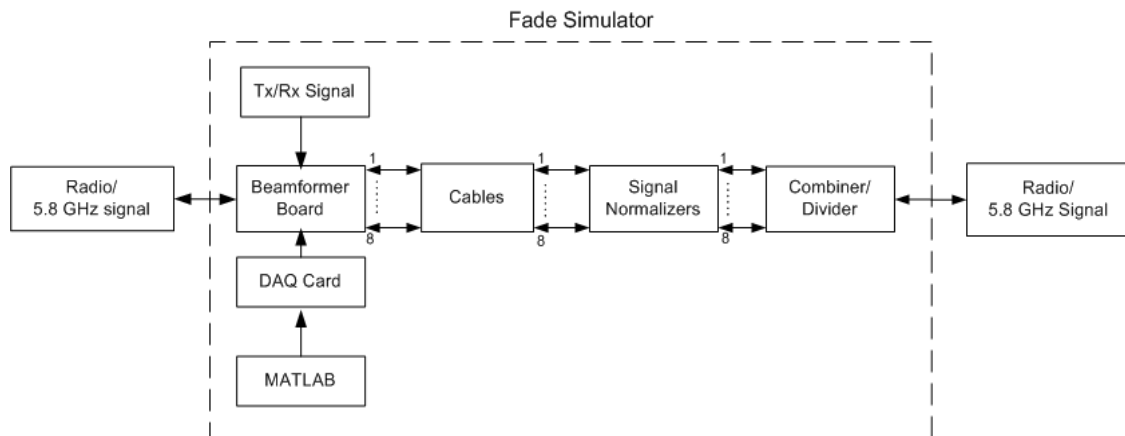 Fade Simulator
Tx/Rx Signal
Radio/
5.8 GHz signal
Beamformer
Board
1
8
Cables
1
8
Signal
Normalizers
1
8
Combiner/
Divider
Radio/
5.8 GHz Signal
DAQ Card
MATLAB